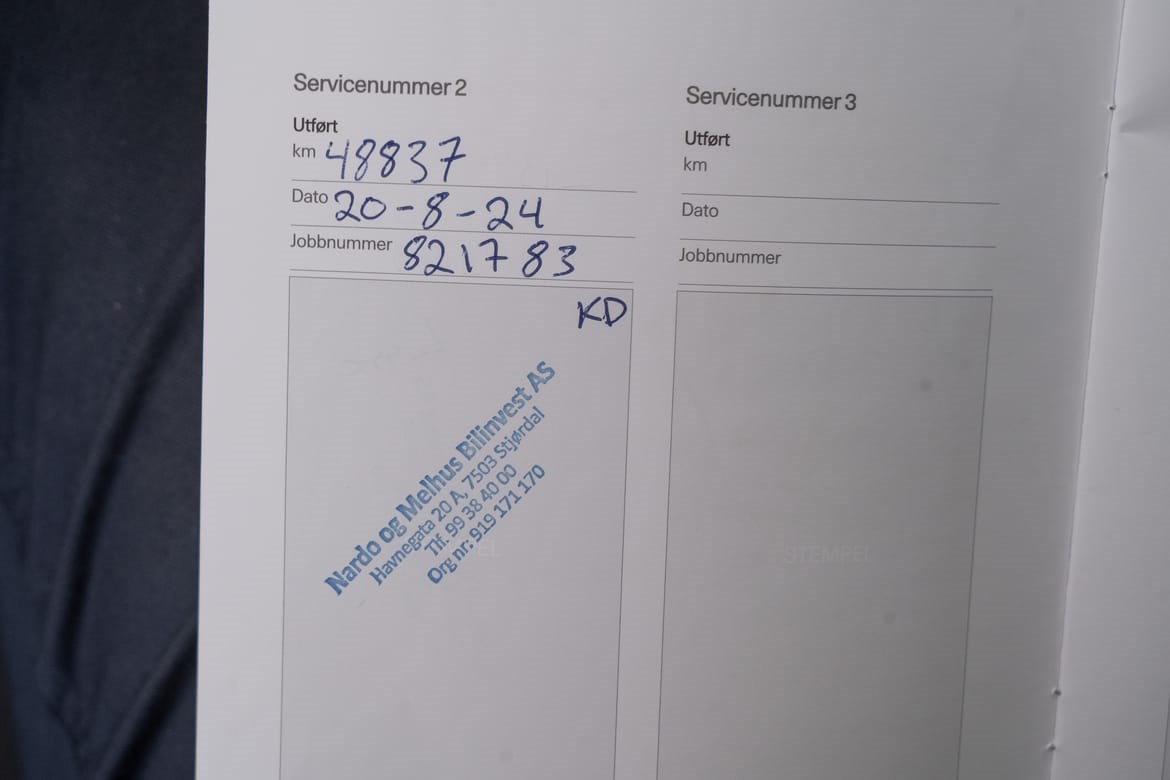 Servicenummer 2
Utført
km 48837
Dato 20-8-24
Jobbnummer 821783
KD
Nardo og Melhus Bilinvest AS
Havnegata 20 A, 7503 Stjørdal
Tlf. 99 38 40 00
Org nr: 919 171 170
Servicenummer 3
Utført
km
Dato
Jobbnummer
STEMPEL